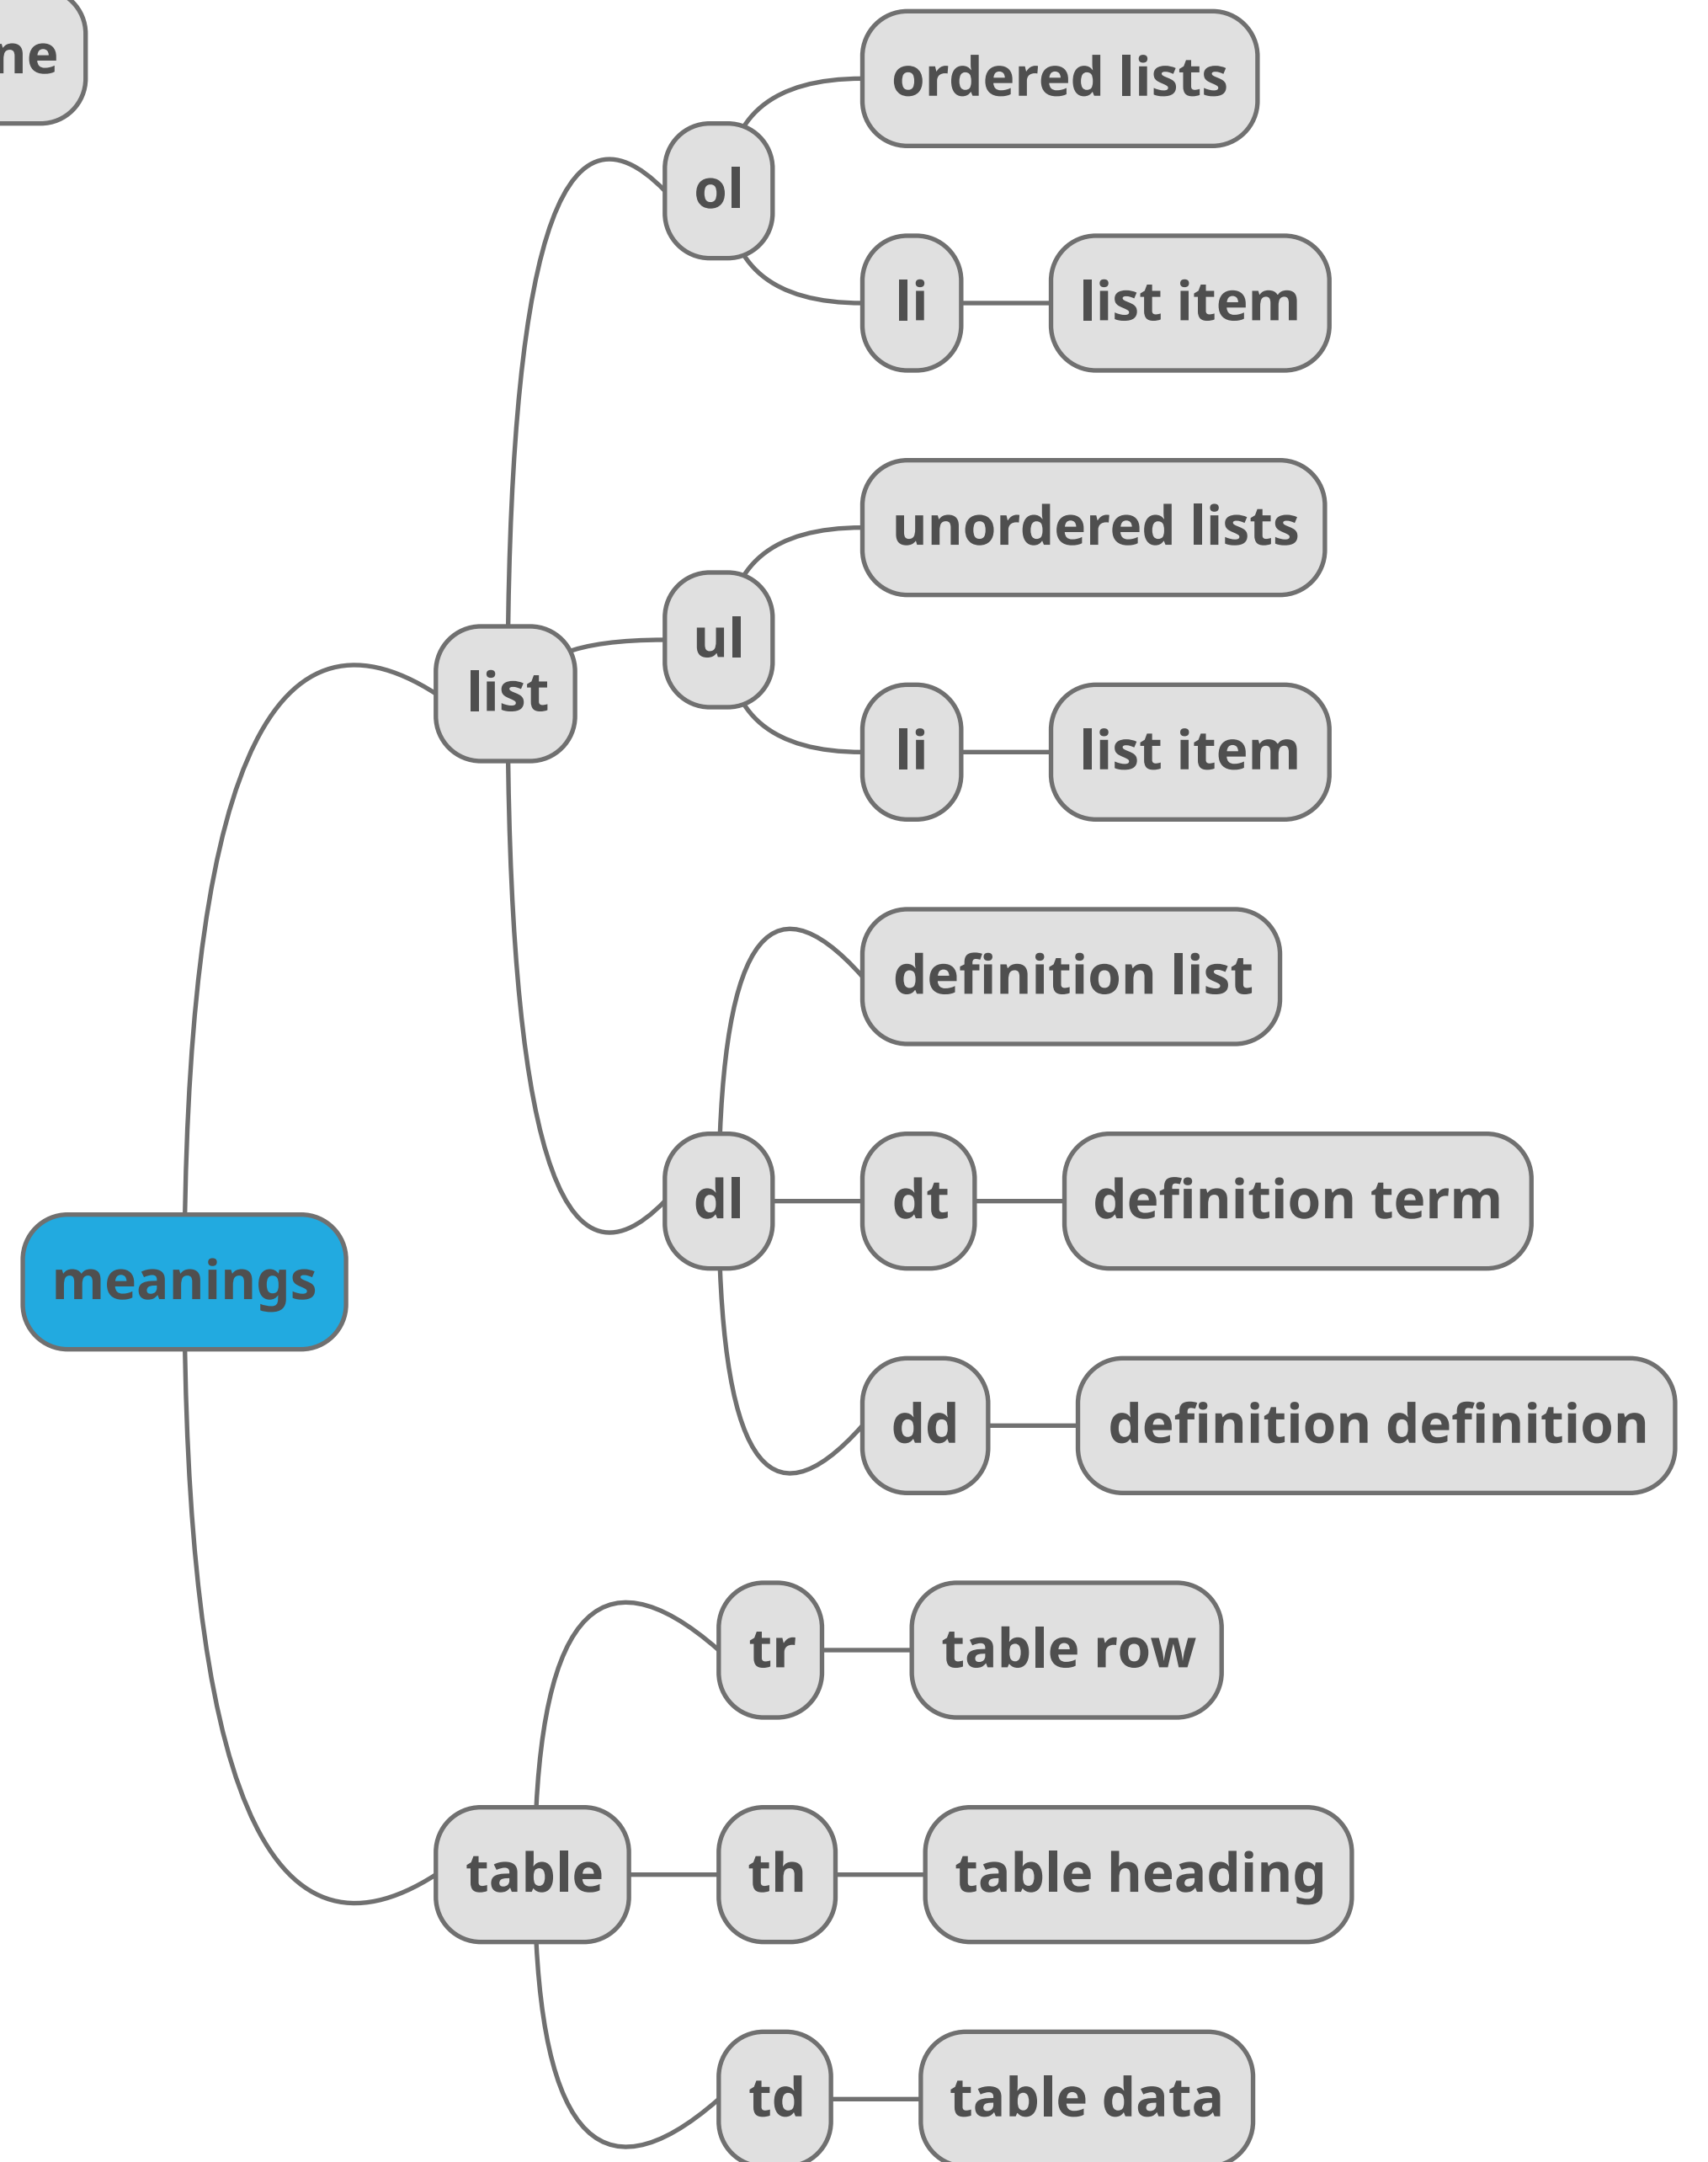 ordered lists
ol
li
list item
unordered lists
ul
li
list item
list
definition list
dl
dt
definition term
dd
definition definition
meanings
tr
table row
table
th
table heading
td
table data